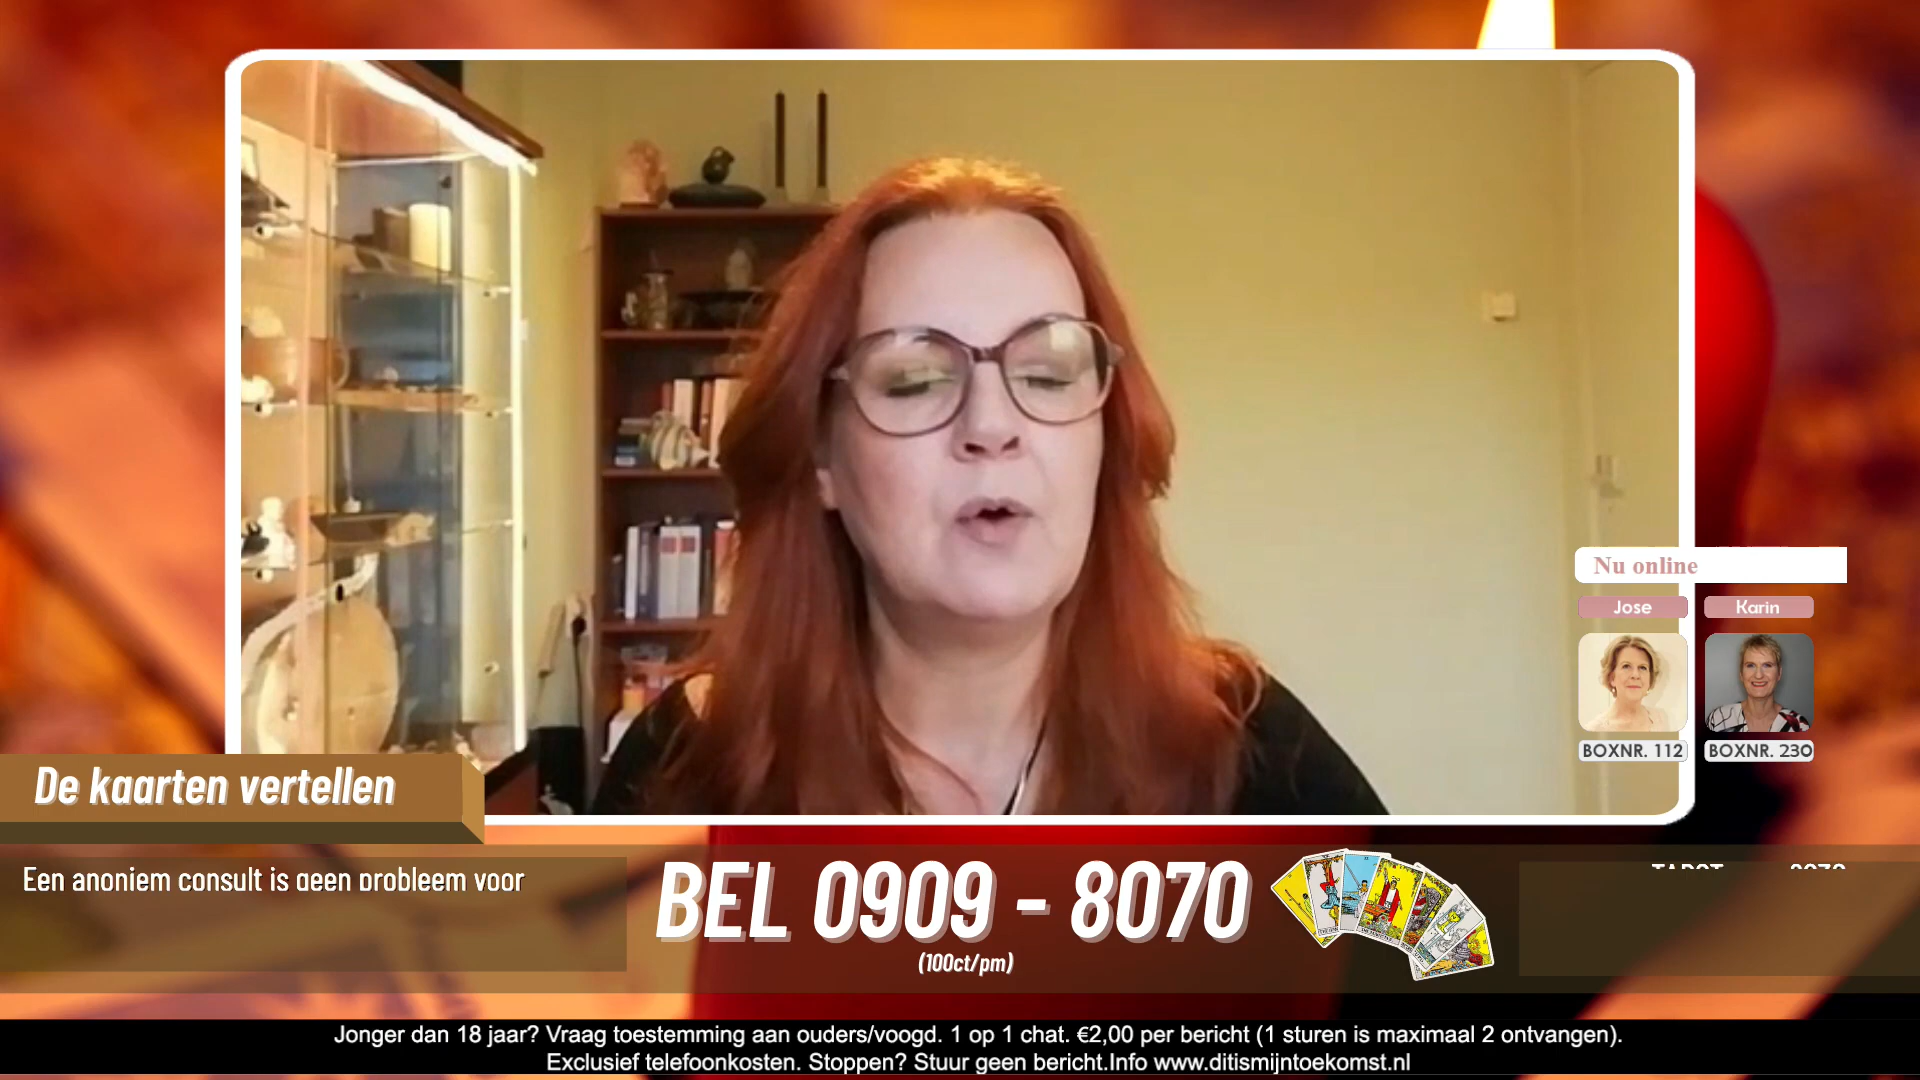 Nu online
Jose
Karin
BOXNR. 112
BOXNR. 230
De kaarten vertellen
Een anoniem consult is geen probleem voor
BEL 0909 - 8070
(100ct/pm)
Jonger dan 18 jaar? Vraag toestemming aan ouders/voogd. 1 op 1 chat. €2,00 per bericht (1 sturen is maximaal 2 ontvangen).
Exclusief telefoonkosten. Stoppen? Stuur geen bericht.Info www.ditismijntoekomst.nl